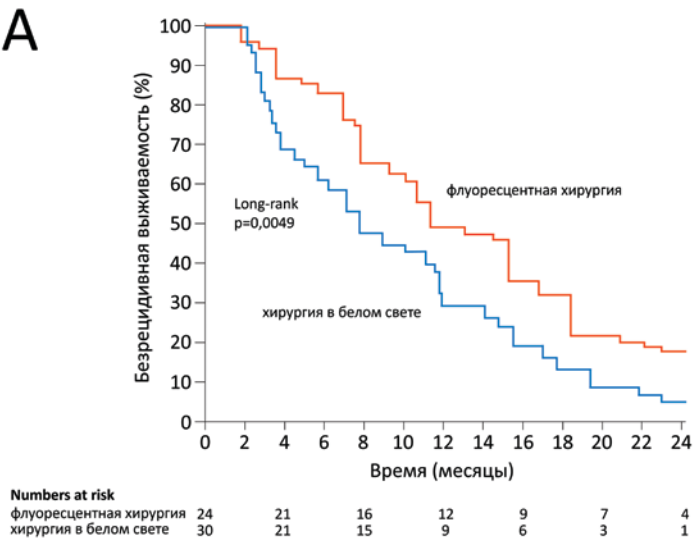 A
Безрецидивная выживаемость (%)
100
90
80
70
60
50
40
30
20
10
0
флуоресцентная хирургия
Long-rank
p=0,0049
хирургия в белом свете
0 2 4 6 8 10 12 14 16 18 20 22 24
Время (месяцы)
Numbers at risk
флуоресцентная хирургия 24 21 16 12 9 7 4
хирургия в белом свете 30 21 15 9 6 3 1